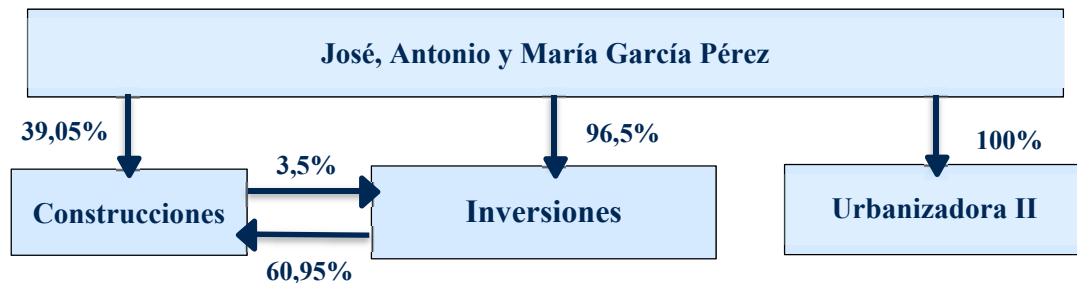 José, Antonio y María García Pérez
39,05%
96,5%
100%
3,5%
Construcciones
Inversiones
Urbanizadora II
60,95%